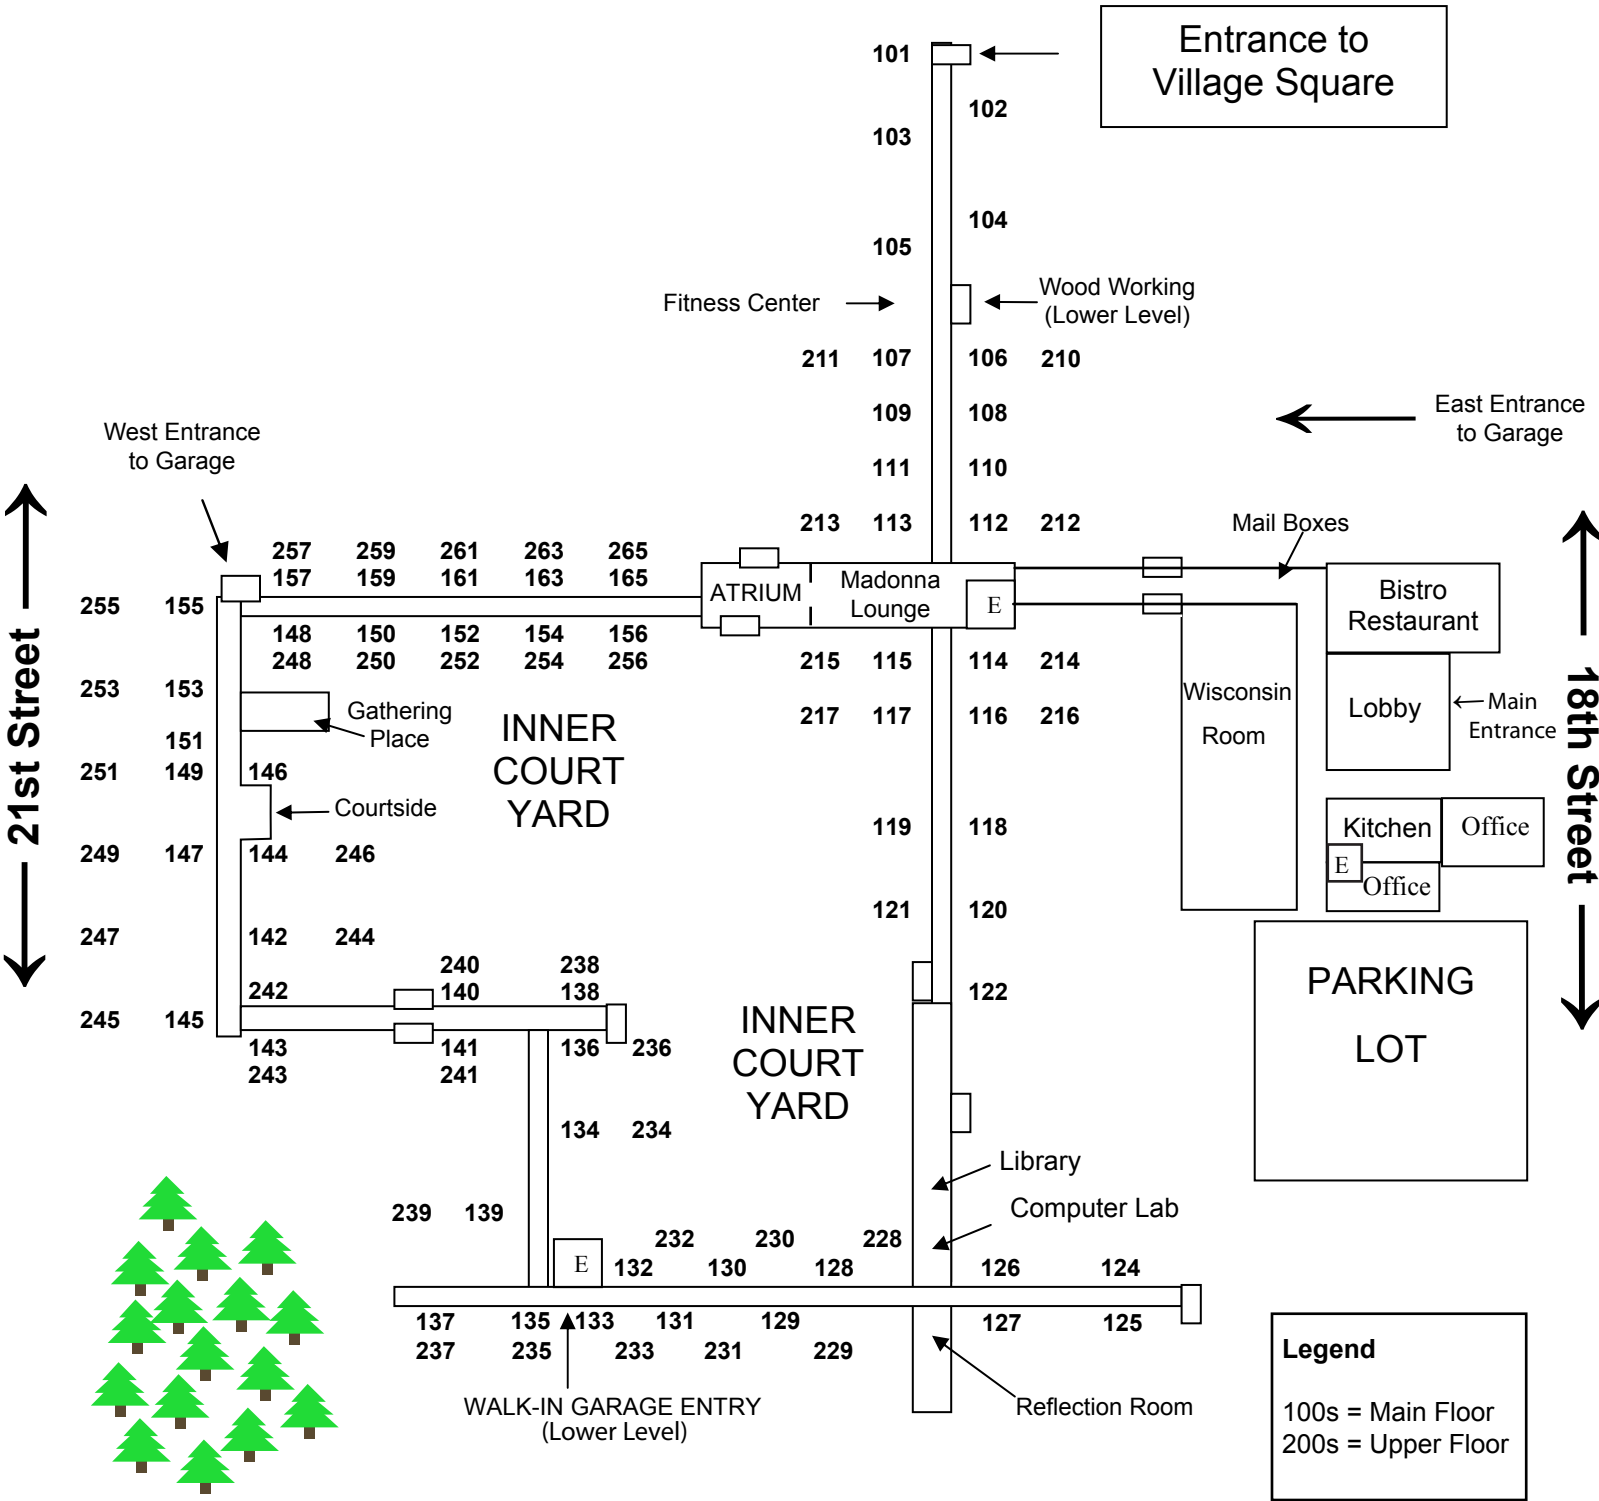 Entrance to
Village Square
101
102
103
104
105
Fitness Center
Wood Working
(Lower Level)
211 107 106 210
109 108
East Entrance
to Garage
West Entrance
to Garage
111 110
213 113 112 212
Mail Boxes
257 259 261 263 265
157 159 161 163 165
ATRIUM
Madonna
Lounge
E
Bistro
Restaurant
255 155
148 150 152 154 156
248 250 252 254 256
215 115 114 214
253 153
Wisconsin
Room
Lobby
Main
Entrance
Gathering
Place
217 117 116 216
151
INNER
COURT
YARD
251 149 146
Courtside
21st Street
18th Street
119 118
Kitchen
Office
E
Office
249 147 144 246
121 120
247 142 244
240 238
242 140 138
122
PARKING
LOT
245 145
INNER
COURT
YARD
143 141 136 236
243 241
134 234
Library
Computer Lab
239 139
232 230 228
E
132 130 128 126 124
137 135 133 131 129 127 125
237 235 233 231 229
WALK-IN GARAGE ENTRY
(Lower Level)
Reflection Room
Legend
100s = Main Floor
200s = Upper Floor